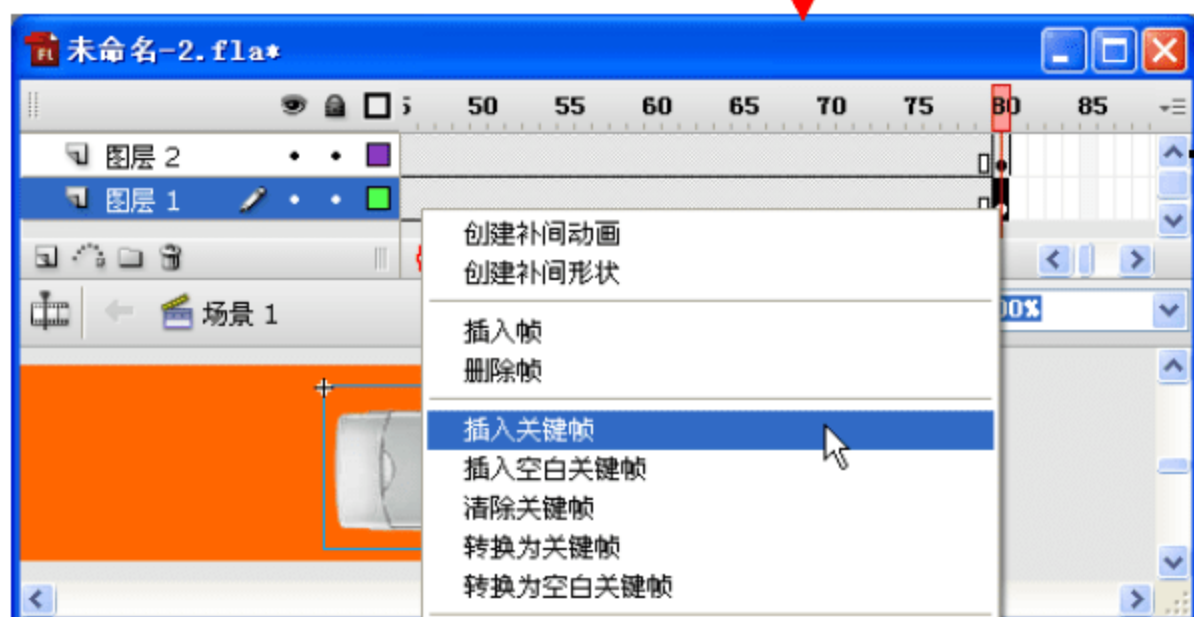 FL 未命名-2.fla*
5 50 55 60 65 70 75 80 85
图层 2
图层 1
场景 1
00%
创建补间动画
创建补间形状
插入帧
删除帧
插入关键帧
插入空白关键帧
清除关键帧
转换为关键帧
转换为空白关键帧